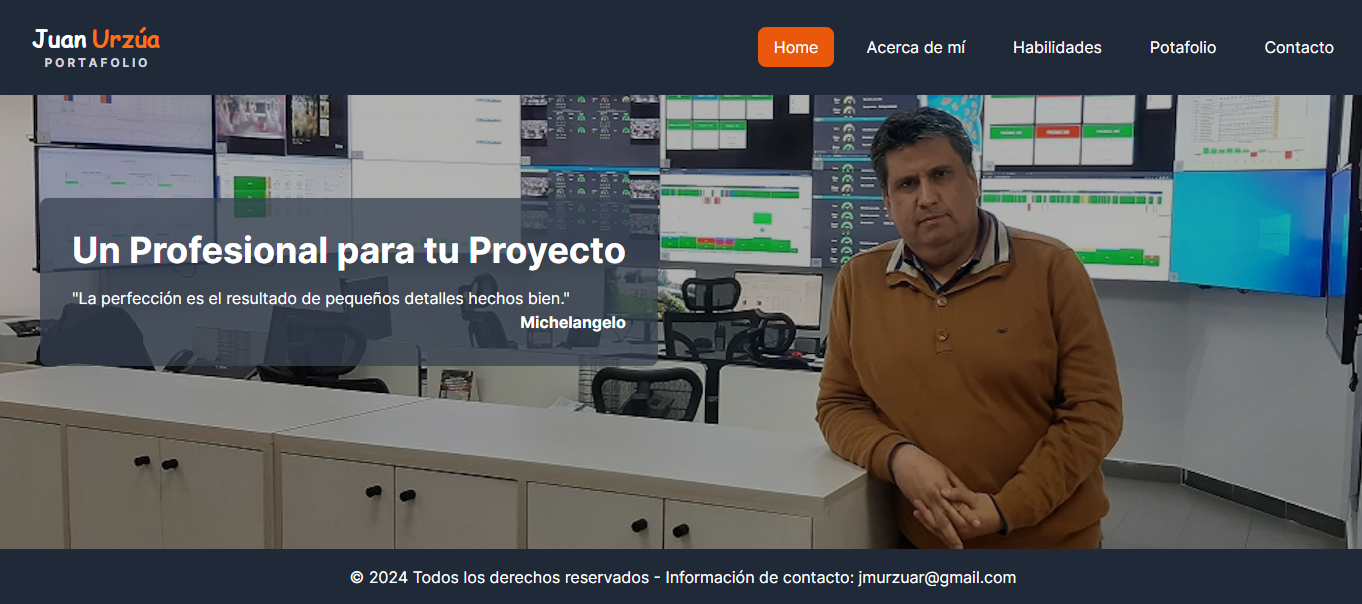 Juan Urzúa
PORTAFOLIO
Home
Acerca de mí
Habilidades
Potafolio
Contacto
Un Profesional para tu Proyecto
"La perfección es el resultado de pequeños detalles hechos bien."
Michelangelo
© 2024 Todos los derechos reservados - Información de contacto: jmurzuar@gmail.com